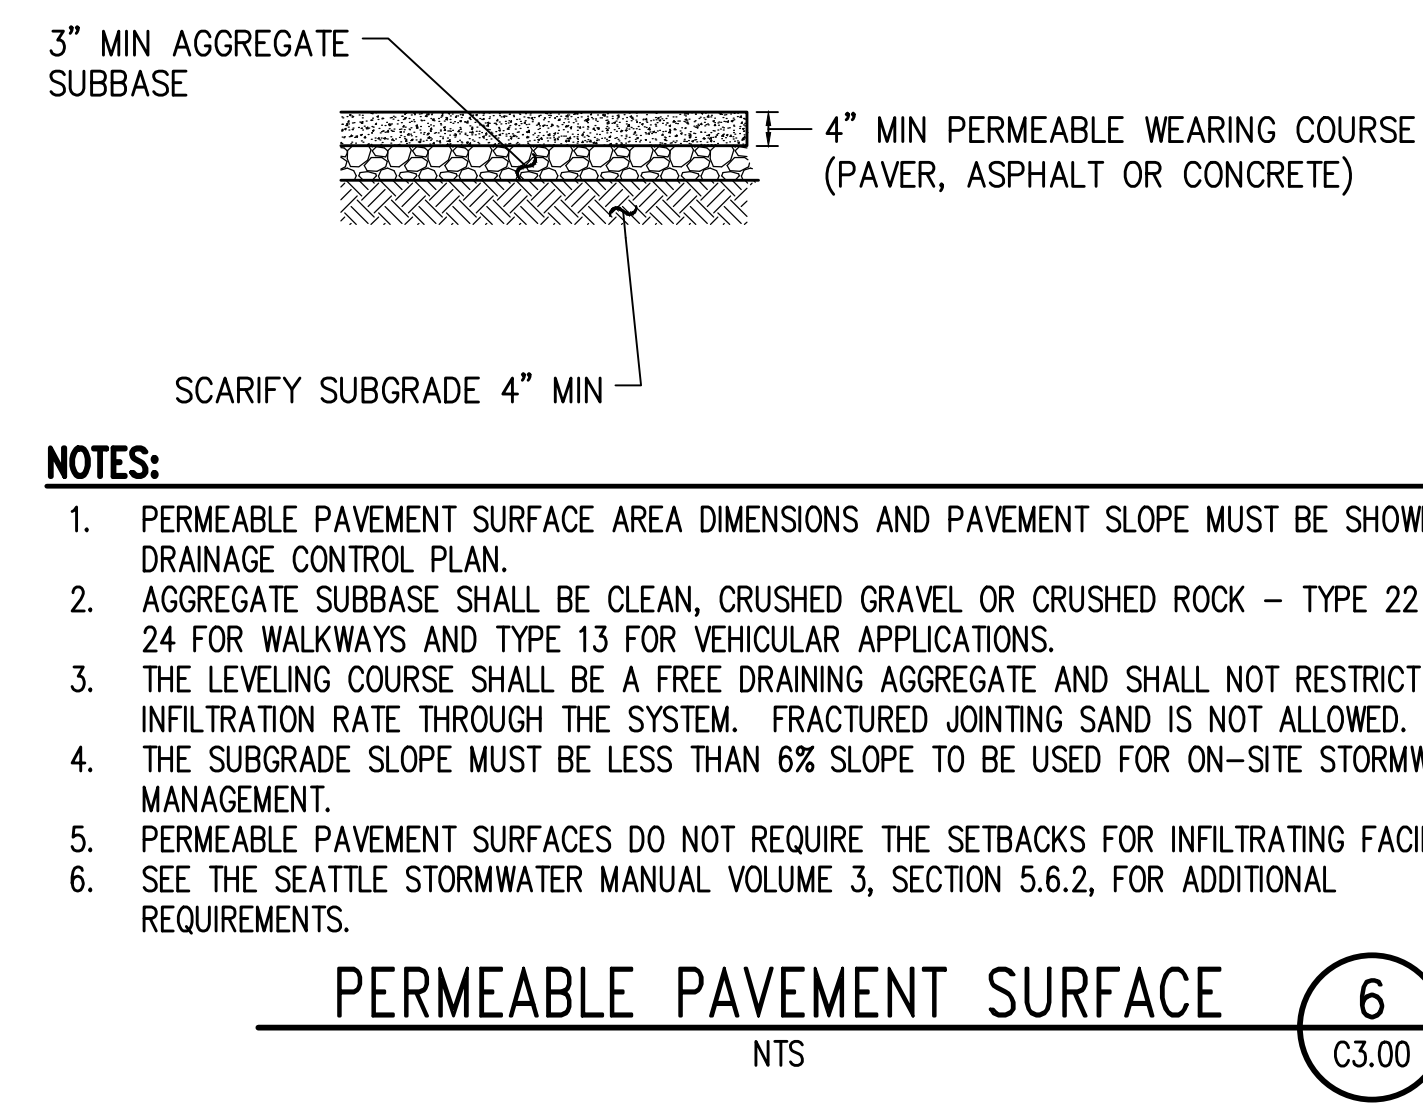 3” MIN AGGREGATE
SUBBASE
4” MIN PERMEABLE WEARING COURSE
(PAVER, ASPHALT OR CONCRETE)
SCARIFY SUBGRADE 4” MIN
NOTES:
1. PERMEABLE PAVEMENT SURFACE AREA DIMENSIONS AND PAVEMENT SLOPE MUST BE
DRAINAGE CONTROL PLAN.
2. AGGREGATE SUBBASE SHALL BE CLEAN, CRUSHED GRAVEL OR CRUSHED ROCK – TYPE 22
24 FOR WALKWAYS AND TYPE 13 FOR VEHICULAR APPLICATIONS.
3. THE LEVELING COURSE SHALL BE A FREE DRAINING AGGREGATE AND SHALL NOT RESTRICT
INFILTRATION RATE THROUGH THE SYSTEM. FRACTURED JOINTING SAND IS NOT ALLOWED.
4. THE SUBGRADE SLOPE MUST BE LESS THAN 6% SLOPE TO BE USED FOR ON–SITE
MANAGEMENT.
5. PERMEABLE PAVEMENT SURFACES DO NOT REQUIRE THE SETBACKS FOR INFILTRATING
6. SEE THE SEATTLE STORMWATER MANUAL VOLUME 3, SECTION 5.6.2, FOR ADDITIONAL
REQUIREMENTS.
PERMEABLE PAVEMENT SURFACE
6
NTS
C3.00